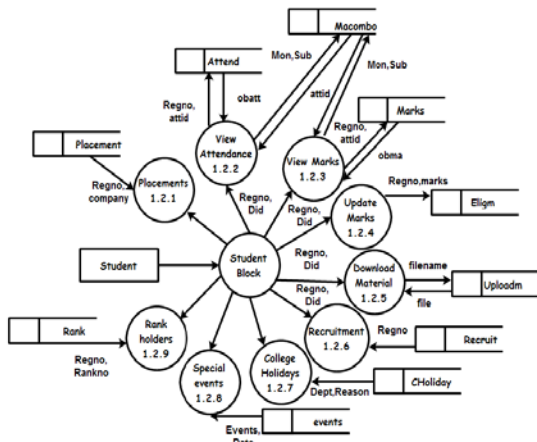 Macombo
Mon,Sub
Attend
Mon,Sub
Regno,
attid
obatt
attid
Marks
Regno,
attid
Placement
View
Attendance
1.2.2
View Marks
1.2.3
obma
Regno,
company
Placements
1.2.1
Regno,
Did
Regno,
Did
Update
Marks
1.2.4
Regno,marks
Eligm
Student
Student
Block
Regno,
Did
Download
Material
1.2.5
filename
Uploadm
file
Regno,
Did
Rank
Regno,
Rankno
Rank
holders
1.2.9
Recruitment
1.2.6
Regno
Recruit
Special
events
1.2.8
College
Holidays
1.2.7
Dept,Reason
CHoliday
Events,
events